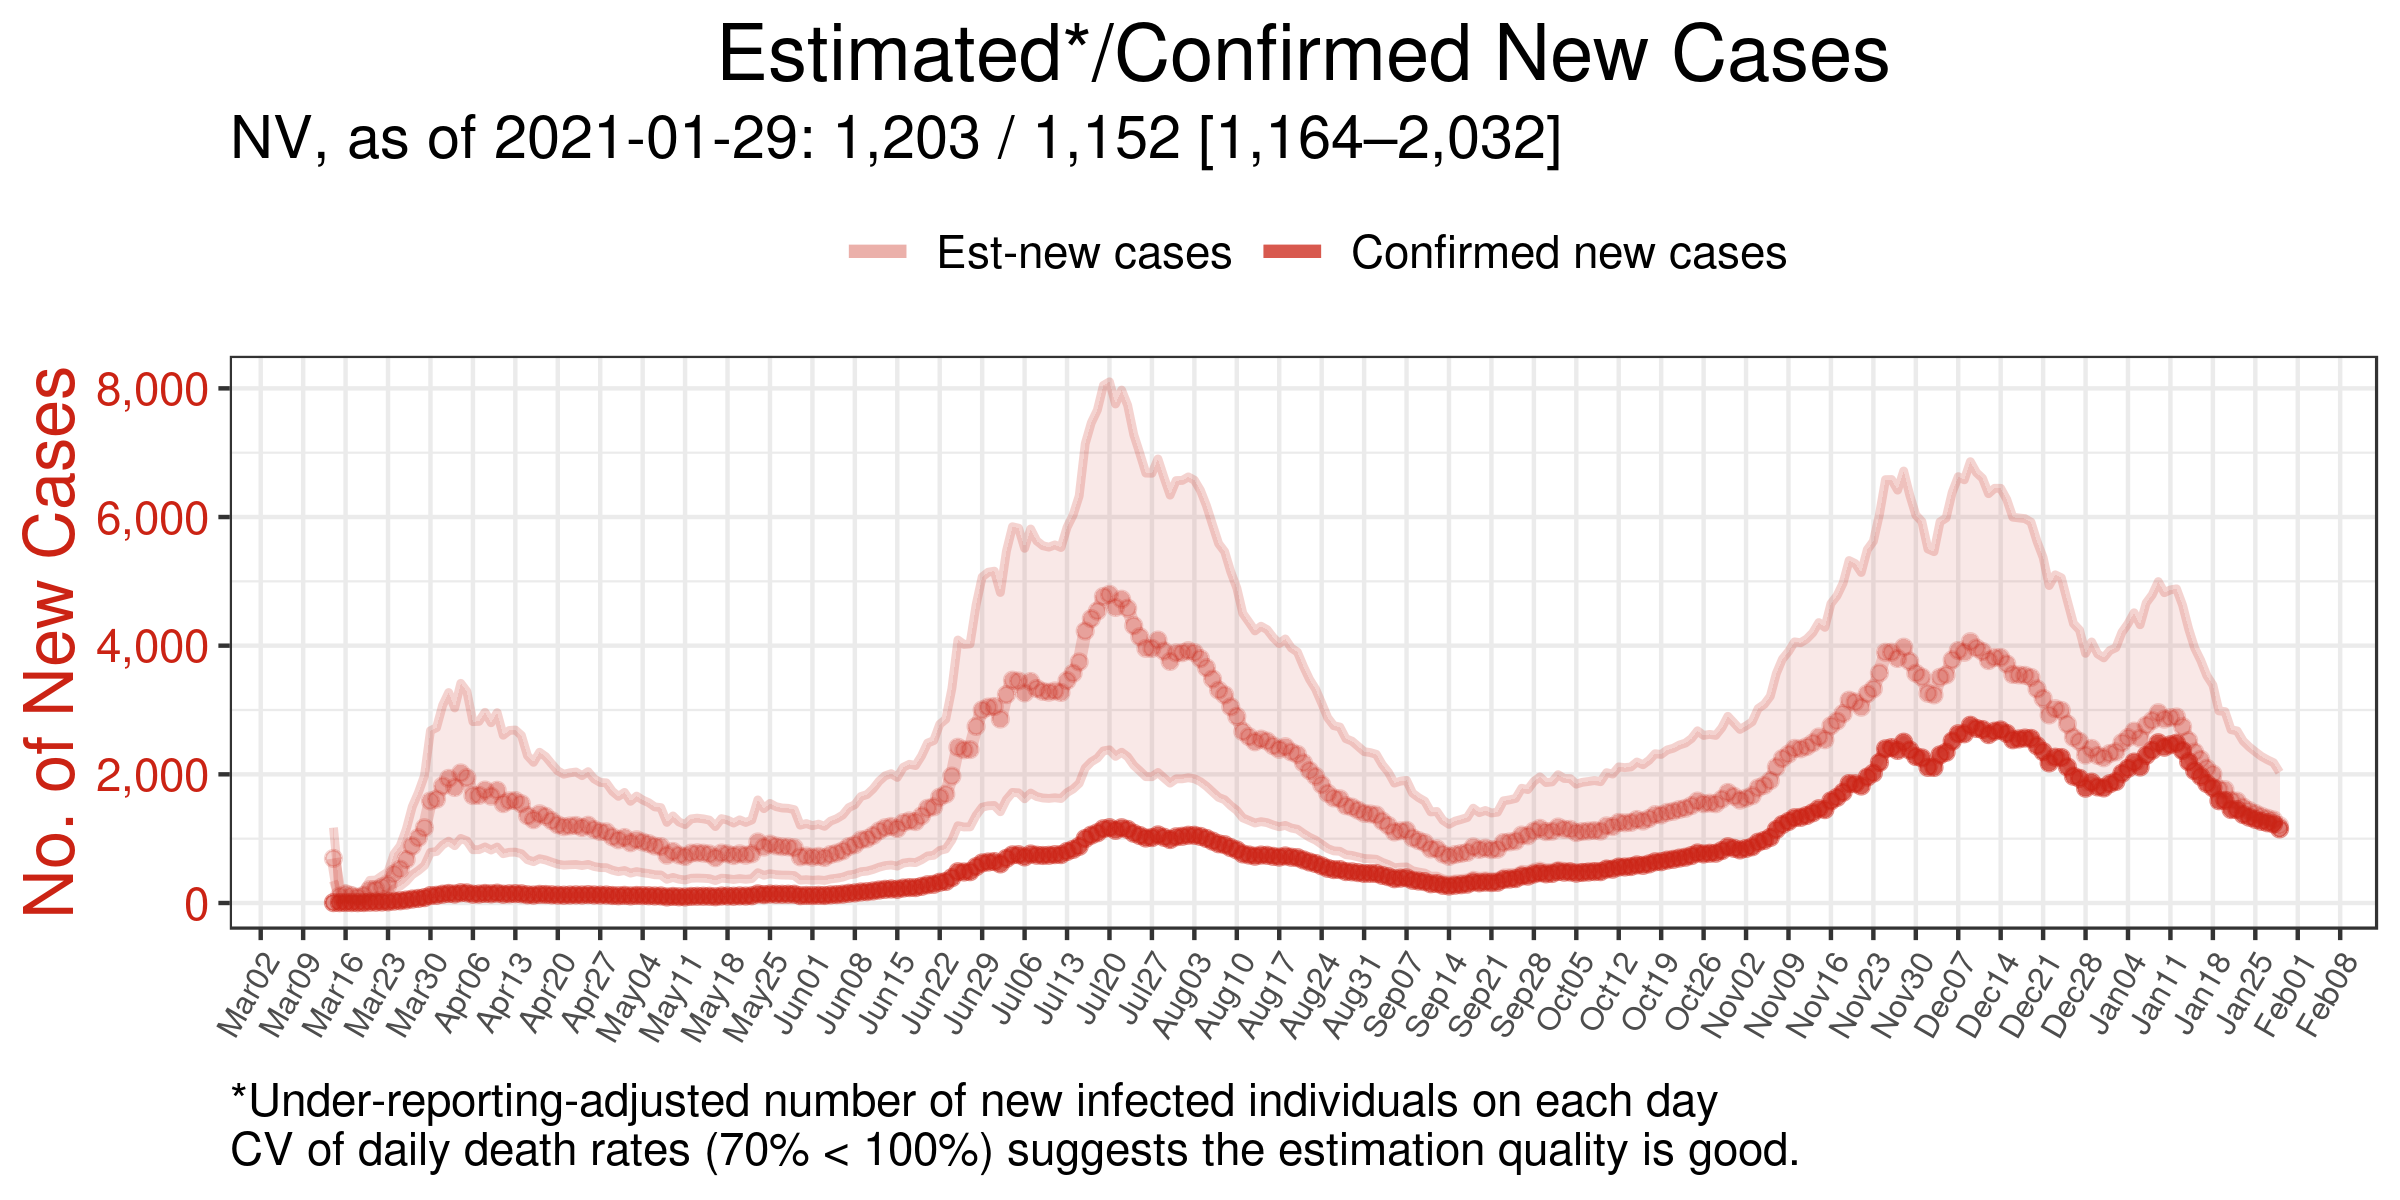 Estimated*/Confirmed New Cases
NV, as of 2021-01-29: 1,203 / 1,152 [1,164–2,032]
Est-new cases
Confirmed new cases
No. of New Cases
8,000
6,000
4,000
2,000
0
Mar02
Mar09
Mar16
Mar23
Mar30
Apr06
Apr13
Apr20
Apr27
May04
May11
May18
May25
Jun01
Jun08
Jun15
Jun22
Jun29
Jul06
Jul13
Jul20
Jul27
Aug03
Aug10
Aug17
Aug24
Aug31
Sep07
Sep14
Sep21
Sep28
Oct05
Oct12
Oct19
Oct26
Nov02
Nov09
Nov16
Nov23
Nov30
Dec07
Dec14
Dec21
Dec28
Jan04
Jan11
Jan18
Jan25
Feb01
Feb08
*Under-reporting-adjusted number of new infected individuals on each day
CV of daily death rates (70% < 100%) suggests the estimation quality is good.